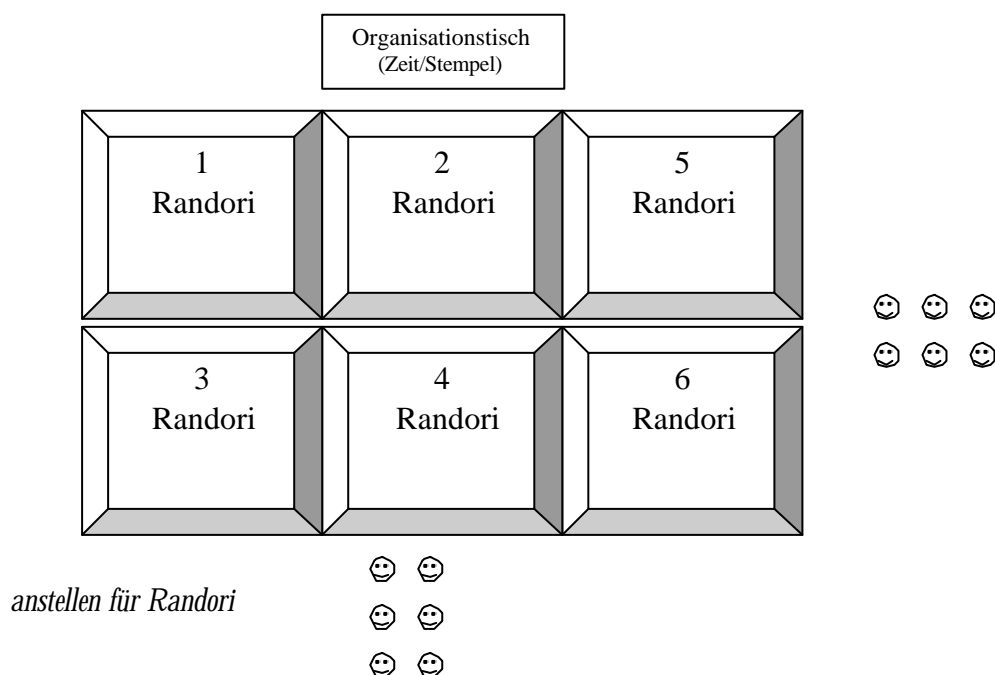 Organisationstisch
(Zeit/Stempel)
1
Randori
2
Randori
5
Randori
3
Randori
4
Randori
6
Randori
anstellen für Randori